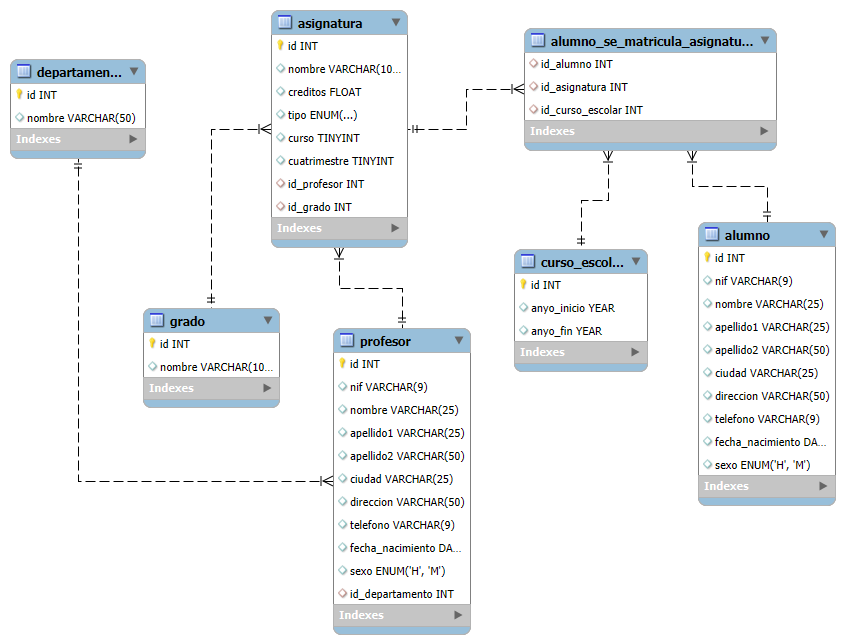 departamen...
id INT
nombre VARCHAR(50)
Indexes
asignatura
id INT
nombre VARCHAR(10...
creditos FLOAT
tipo ENUM(...)
curso TINYINT
cuatrimestre TINYINT
id_profesor INT
id_grado INT
Indexes
alumno_se_matricula_asignatu...
id_alumno INT
id_asignatura INT
id_curso_escolar INT
Indexes
grado
id INT
nombre VARCHAR(10...
Indexes
profesor
id INT
nif VARCHAR(9)
nombre VARCHAR(25)
apellido1 VARCHAR(25)
apellido2 VARCHAR(50)
ciudad VARCHAR(25)
direccion VARCHAR(50)
telefono VARCHAR(9)
fecha_nacimiento DA...
sexo ENUM('H', 'M')
id_departamento INT
Indexes
curso_escol...
id INT
anyo_inicio YEAR
anyo_fin YEAR
Indexes
alumno
id INT
nif VARCHAR(9)
nombre VARCHAR(25)
apellido1 VARCHAR(25)
apellido2 VARCHAR(50)
ciudad VARCHAR(25)
direccion VARCHAR(50)
telefono VARCHAR(9)
fecha_nacimiento DA...
sexo ENUM('H', 'M')
Indexes